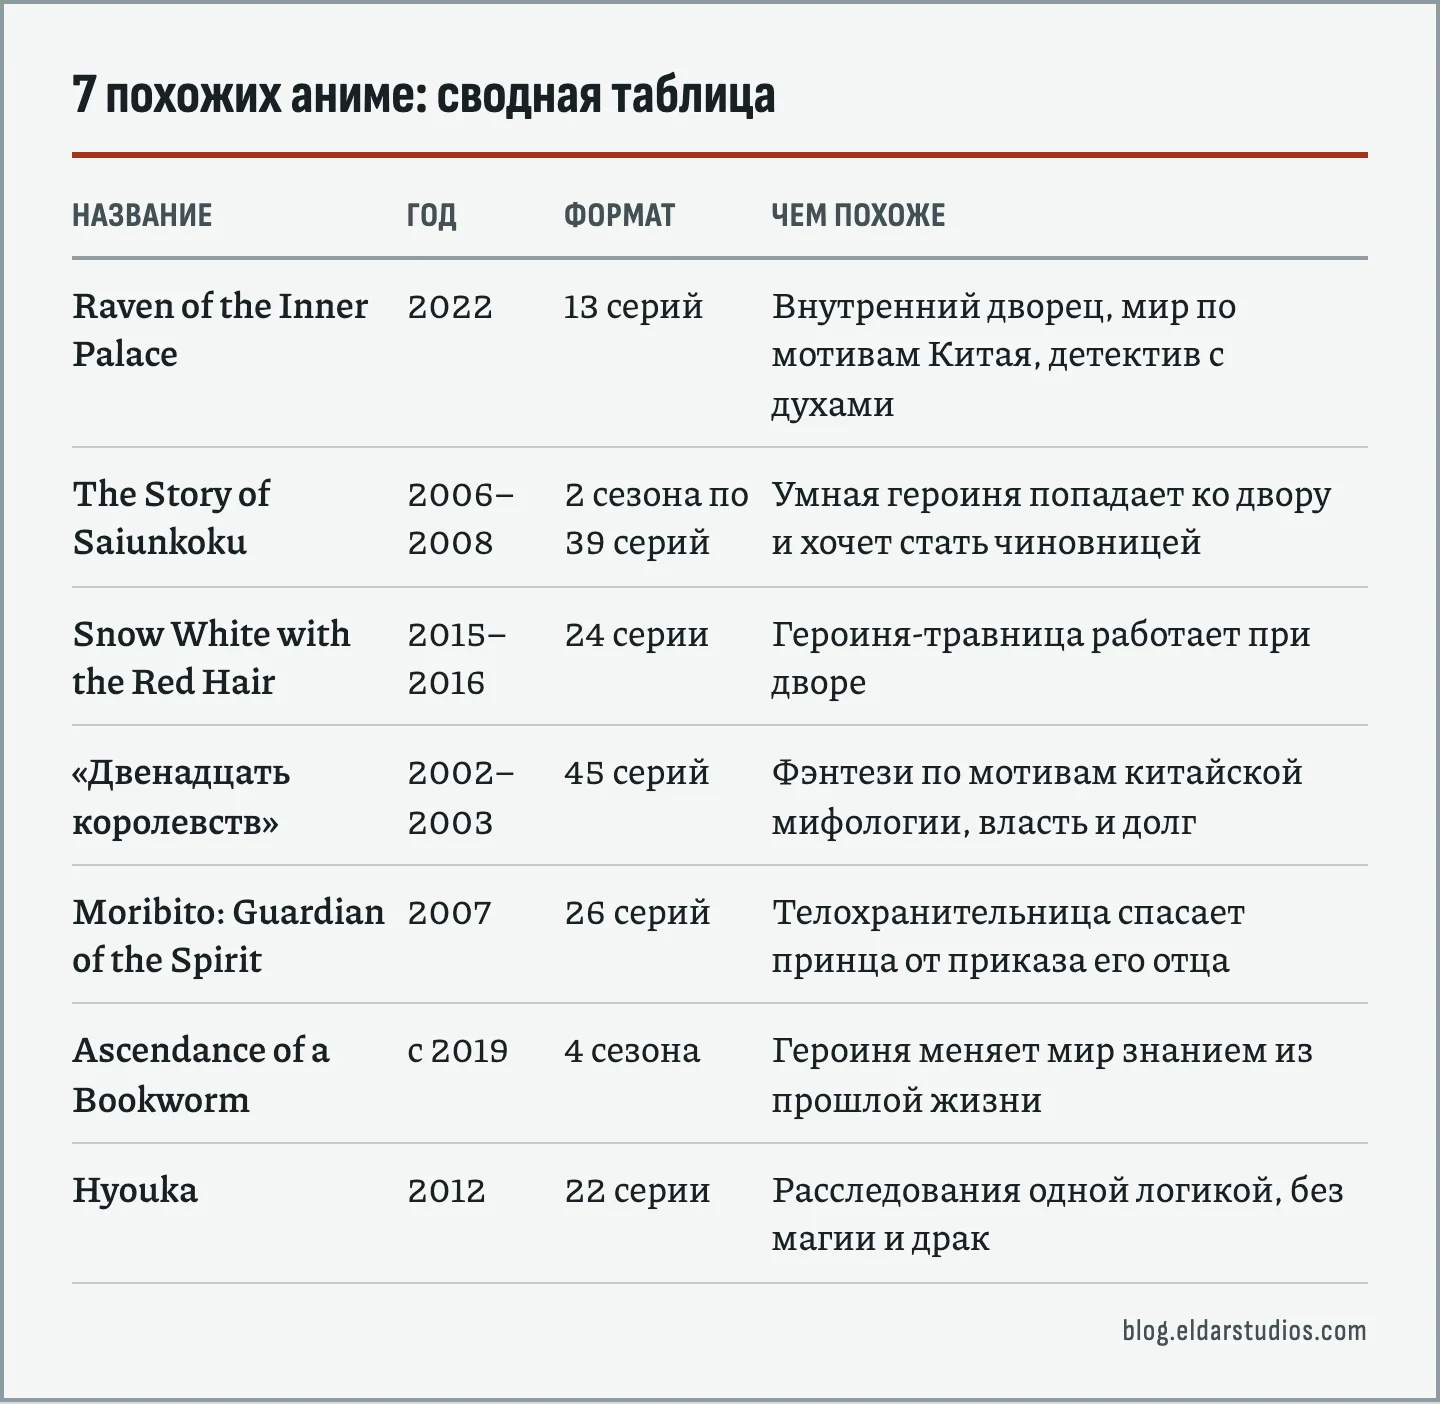 7 похожих аниме: сводная таблица
НАЗВАНИЕ ГОД ФОРМАТ ЧЕМ ПОХОЖЕ
Raven of the Inner 2022 13 серий Внутренний дворец, мир по
Palace мотивам Китая, детектив с
духами
The Story of 2006– 2 сезона по Умная героиня попадает ко двору
Saiunkoku 2008 39 серий и хочет стать чиновницей
Snow White with 2015– 24 серии Героиня-травница работает при
the Red Hair 2016 дворе
«Двенадцать 2002– 45 серий Фэнтези по мотивам китайской
королевств» 2003 мифологии, власть и долг
Moribito: Guardian 2007 26 серий Телохранительница спасает
of the Spirit принца от приказа его отца
Ascendance of a с 2019 4 сезона Героиня меняет мир знанием из
Bookworm прошлой жизни
Hyouka 2012 22 серии Расследования одной логикой, без
магии и драк
blog.eldarstudios.com